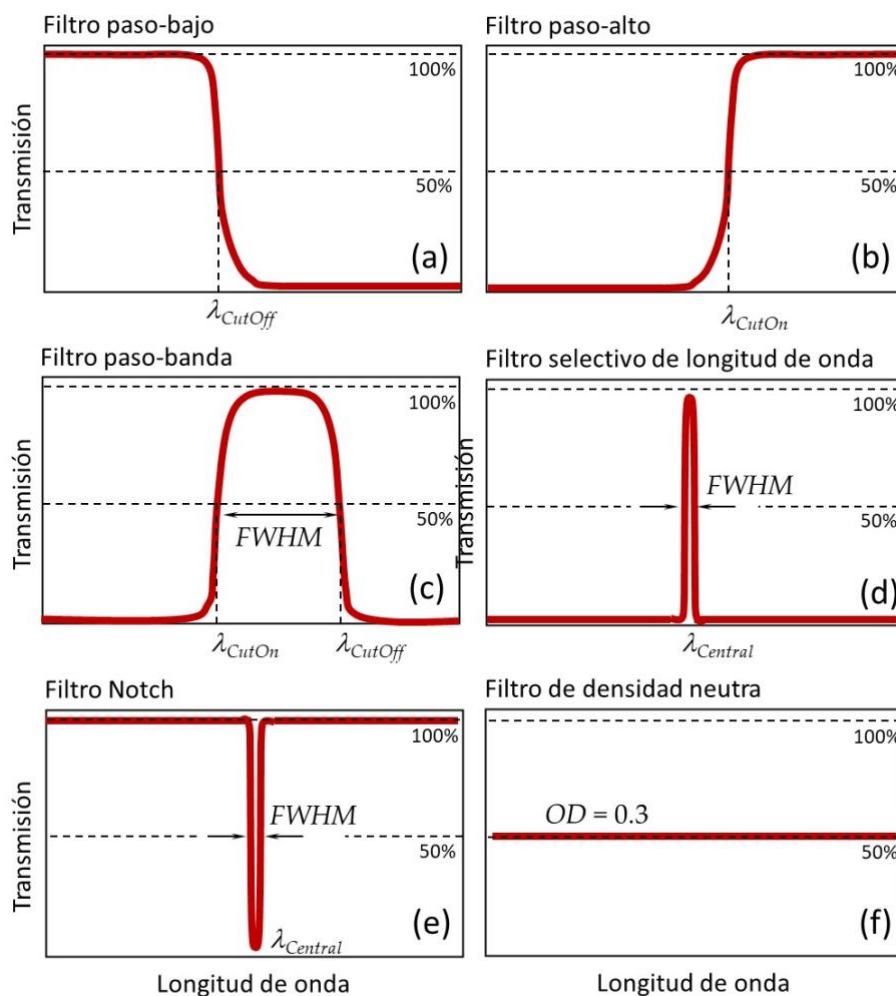 Filtro paso-bajo
Transmisión
100%
50%
(a)
λCutOff
Filtro paso-alto
100%
50%
(b)
λCutOn
Filtro paso-banda
Transmisión
100%
50%
FWHM
(c)
λCutOn
λCutOff
Filtro selectivo de longitud de onda
Transmisión
100%
50%
FWHM
(d)
λCentral
Filtro Notch
Transmisión
100%
50%
FWHM
(e)
λCentral
Longitud de onda
Filtro de densidad neutra
100%
OD = 0.3
50%
(f)
Longitud de onda